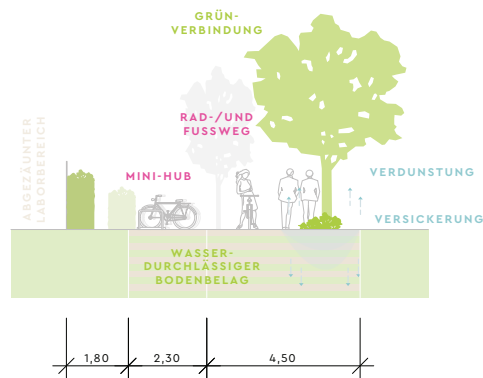 GRÜN-
VERBINDUNG
RAD-/UND
FUSSWEG
ABGEZÄUNTER
LABORBEREICH
MINI-HUB
VERDUNSTUNG
VERSICKERUNG
WASSER-
DURCHLÄSSIGER
BODENBELAG
1,80
2,30
4,50